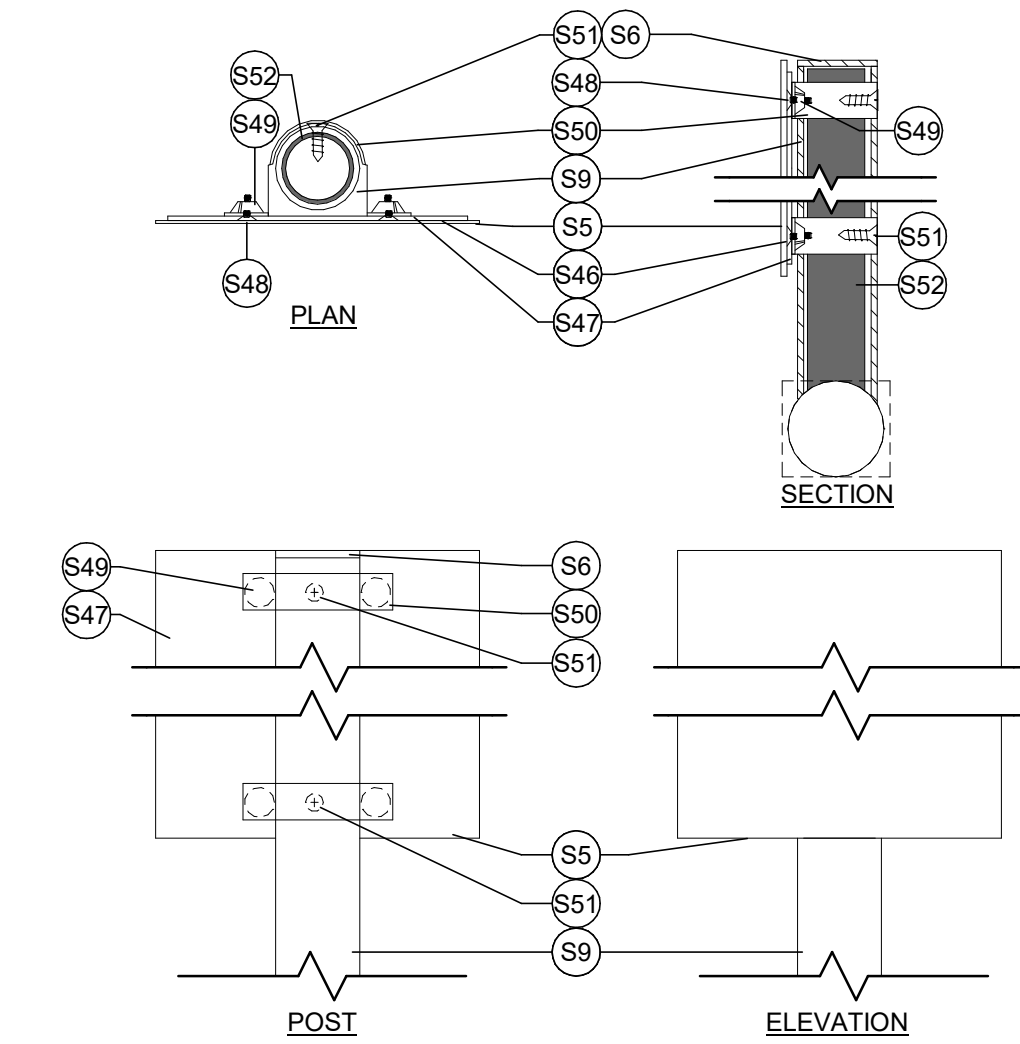 S51 S6
S52
S48
S49
S50
S49
S9
S5
S51
S46
S48
S52
S47
PLAN
SECTION
S49
S6
S47
S50
S51
S5
S51
S9
POST
ELEVATION